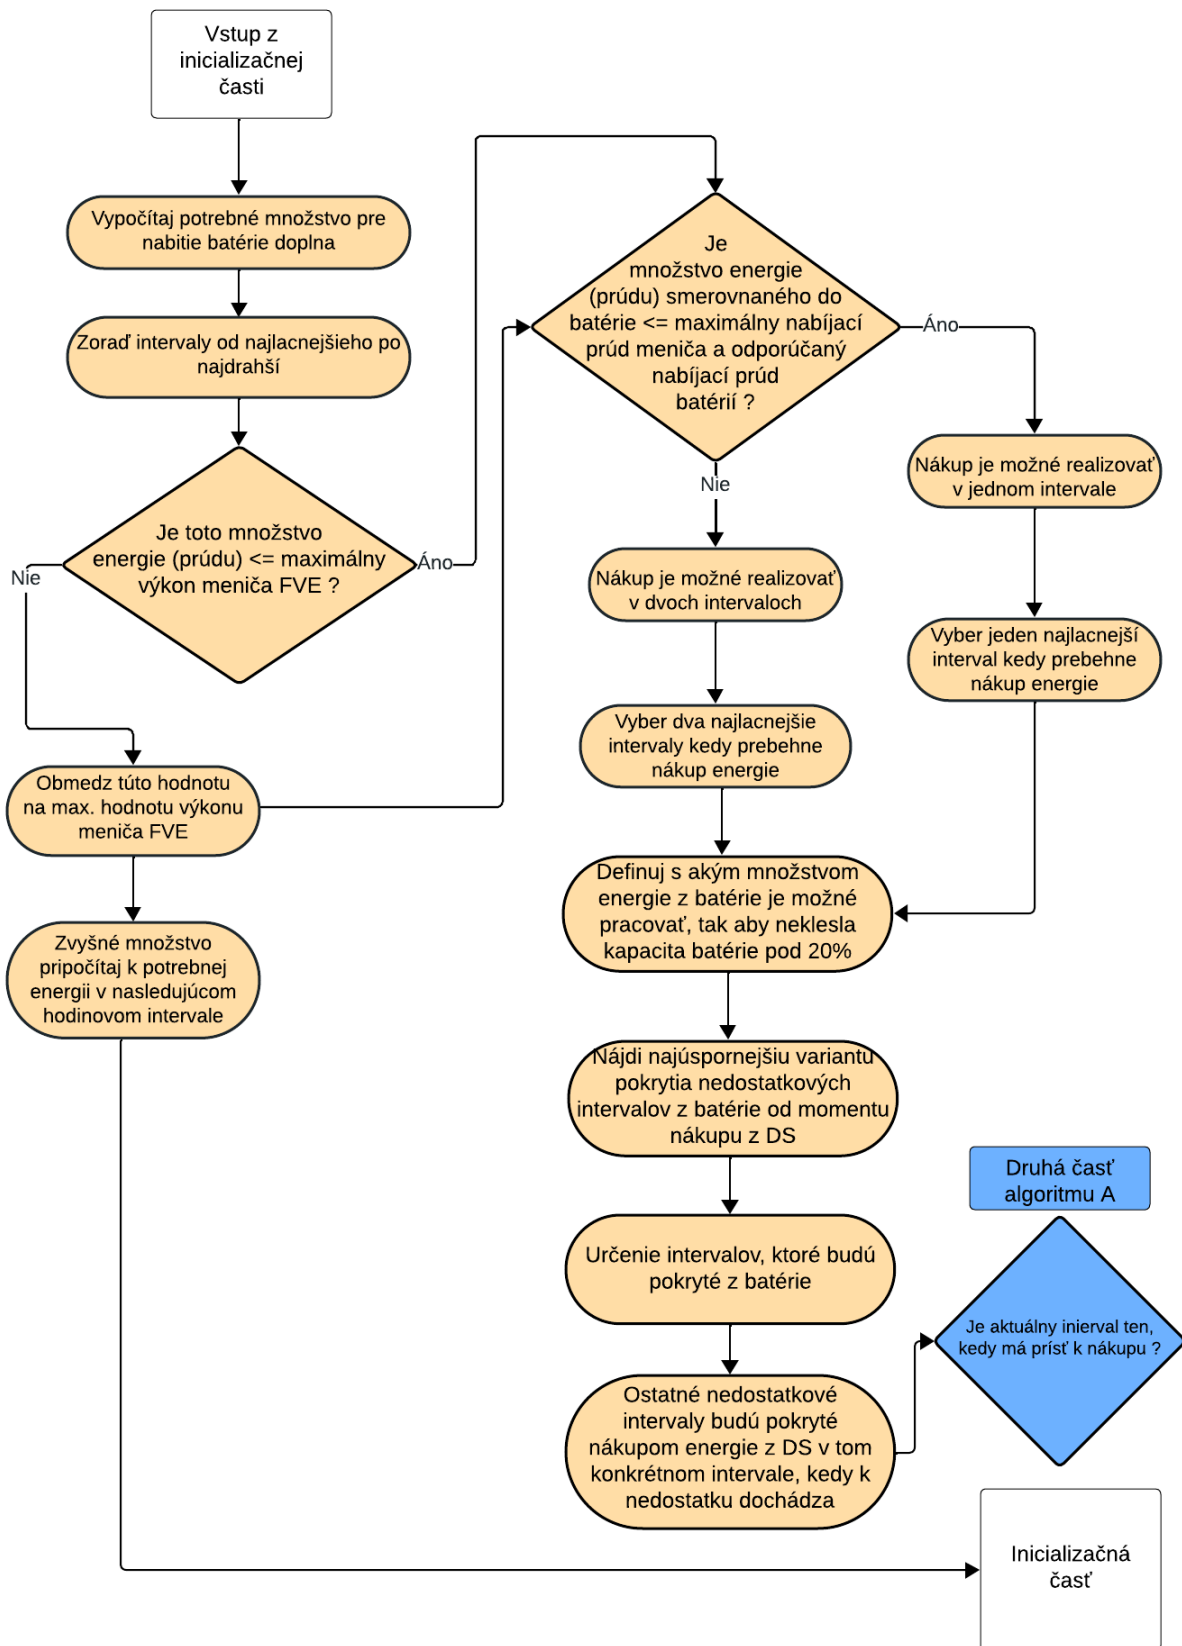 Vstup z
inicializačnej
časti
Vypočítaj potrebné množstvo pre
nabitie batérie doplna
Zoraď intervaly od najlacnejšieho po
najdrahší
Je toto množstvo
energie (prúdu) <= maximálny
výkon meniča FVE ?
Nie
Áno
Obmedz túto hodnotu
na max. hodnotu výkonu
meniča FVE
Zvyšné množstvo
pripočítaj k potrebnej
energii v nasledujúcom
hodinovom intervale
Je
množstvo energie
(prúdu) smerovnaného do
batérie <= maximálny nabíjací
prúd meniča a odporúčaný
nabíjací prúd
batérií ?
Áno
Nie
Nákup je možné realizovať
v jednom intervale
Vyber jeden najlacnejší
interval kedy prebehne
nákup energie
Nákup je možné realizovať
v dvoch intervaloch
Vyber dva najlacnejšie
intervaly kedy prebehne
nákup energie
Definuj s akým množstvom
energie z batérie je možné
pracovať, tak aby neklesla
kapacita batérie pod 20%
Nájdi najúspornejšiu variantu
pokrytia nedostatkových
intervalov z batérie od momentu
nákupu z DS
Určenie intervalov, ktoré budú
pokryté z batérie
Ostatné nedostatkové
intervaly budú pokryté
nákupom energie z DS v tom
konkrétnom intervale, kedy k
nedostatku dochádza
Druhá časť
algoritmu A
Je aktuálny inierval ten,
kedy má prísť k nákupu ?
Inicializačná
časť